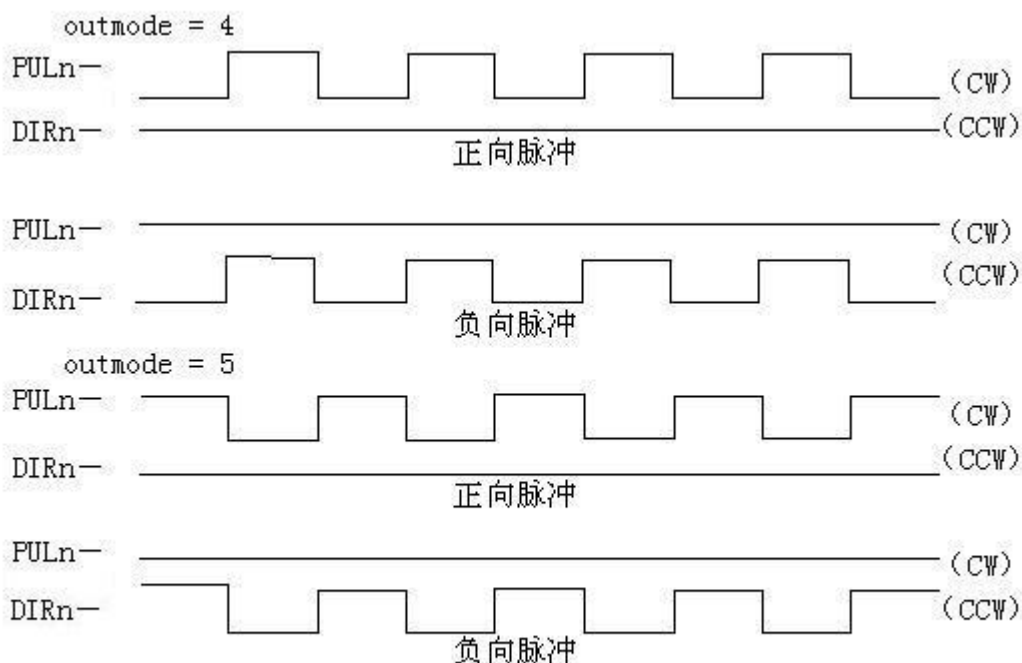 outmode = 4
PULn—
(CW)
DIRn—
(CCW)
正向脉冲
PULn—
(CW)
DIRn—
(CCW)
负向脉冲
outmode = 5
PULn—
(CW)
DIRn—
(CCW)
正向脉冲
PULn—
(CW)
DIRn—
(CCW)
负向脉冲